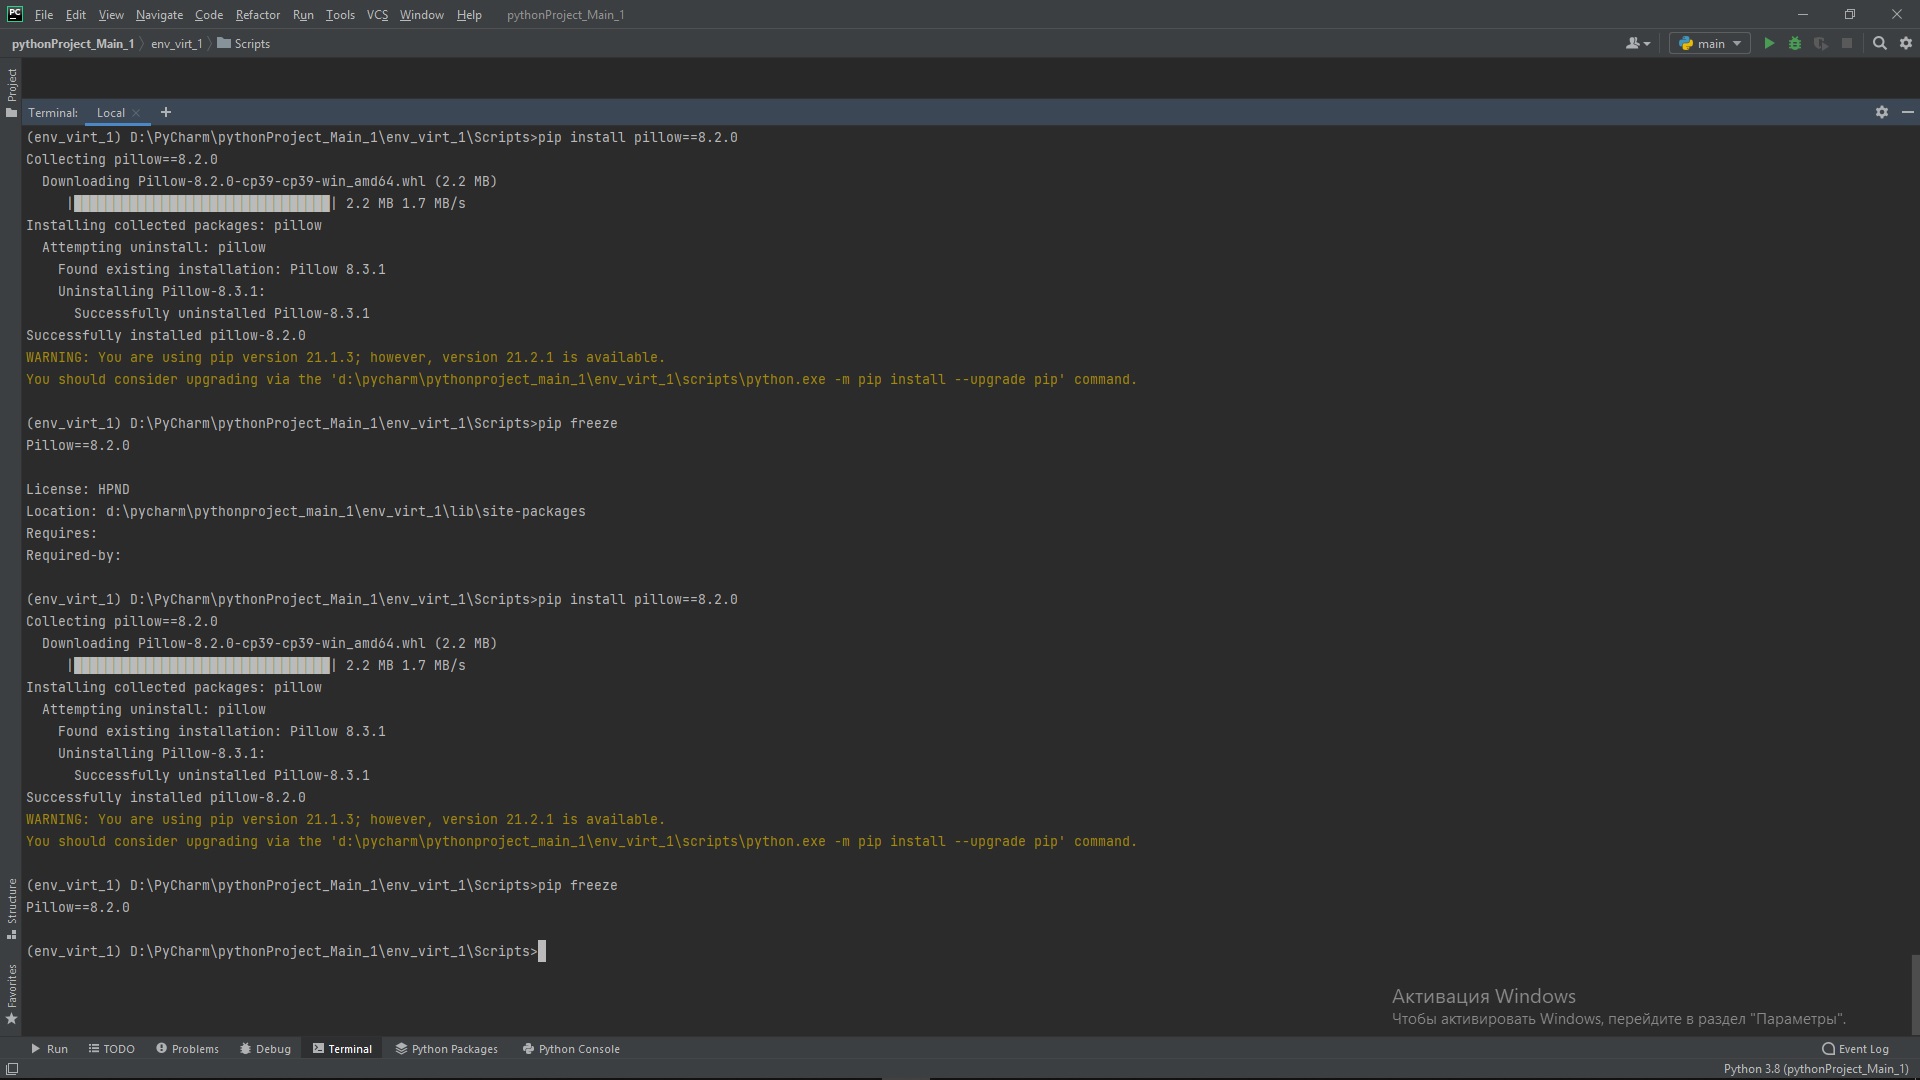 PC File Edit View Navigate Code Refactor Run Tools VCS Window Help pythonProject_Main_1
pythonProject_Main_1 env_virt_1 Scripts main
Project
Terminal: Local
(env_virt_1) D:\PyCharm\pythonProject_Main_1\env_virt_1\Scripts>pip install pillow==8.2.0
Collecting pillow==8.2.0
Downloading Pillow-8.2.0-cp39-cp39-win_amd64.whl (2.2 MB)
|████████████████████████████████| 2.2 MB 1.7 MB/s
Installing collected packages: pillow
Attempting uninstall: pillow
Found existing installation: Pillow 8.3.1
Uninstalling Pillow-8.3.1:
Successfully uninstalled Pillow-8.3.1
Successfully installed pillow-8.2.0
WARNING: You are using pip version 21.1.3; however, version 21.2.1 is available.
You should consider upgrading via the 'd:\pycharm\pythonproject_main_1\env_virt_1\scripts\python.exe -m pip install --upgrade pip' command.
(env_virt_1) D:\PyCharm\pythonProject_Main_1\env_virt_1\Scripts>pip freeze
Pillow==8.2.0
License: HPND
Location: d:\pycharm\pythonproject_main_1\env_virt_1\lib\site-packages
Requires:
Required-by:
(env_virt_1) D:\PyCharm\pythonProject_Main_1\env_virt_1\Scripts>pip install pillow==8.2.0
Collecting pillow==8.2.0
Downloading Pillow-8.2.0-cp39-cp39-win_amd64.whl (2.2 MB)
|████████████████████████████████| 2.2 MB 1.7 MB/s
Installing collected packages: pillow
Attempting uninstall: pillow
Found existing installation: Pillow 8.3.1
Uninstalling Pillow-8.3.1:
Successfully uninstalled Pillow-8.3.1
Successfully installed pillow-8.2.0
WARNING: You are using pip version 21.1.3; however, version 21.2.1 is available.
You should consider upgrading via the 'd:\pycharm\pythonproject_main_1\env_virt_1\scripts\python.exe -m pip install --upgrade pip' command.
(env_virt_1) D:\PyCharm\pythonProject_Main_1\env_virt_1\Scripts>pip freeze
Pillow==8.2.0
(env_virt_1) D:\PyCharm\pythonProject_Main_1\env_virt_1\Scripts>
Structure
Favorites
Активация Windows
Чтобы активировать Windows, перейдите в раздел "Параметры".
Run TODO Problems Debug Terminal Python Packages Python Console Event Log
Python 3.8 (pythonProject_Main_1)